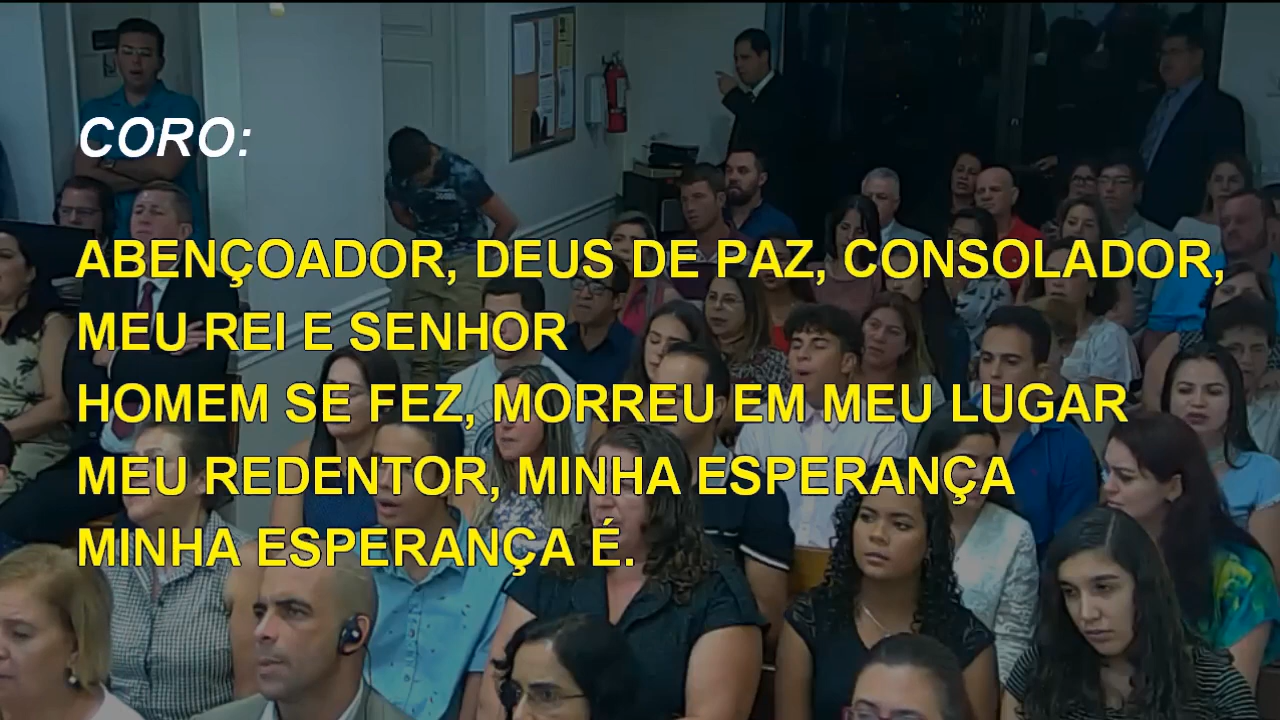 CORO:
ABENÇOADOR, DEUS DE PAZ, CONSOLADOR,
MEU REI E SENHOR
HOMEM SE FEZ, MORREU EM MEU LUGAR
MEU REDENTOR, MINHA ESPERANÇA
MINHA ESPERANÇA É.